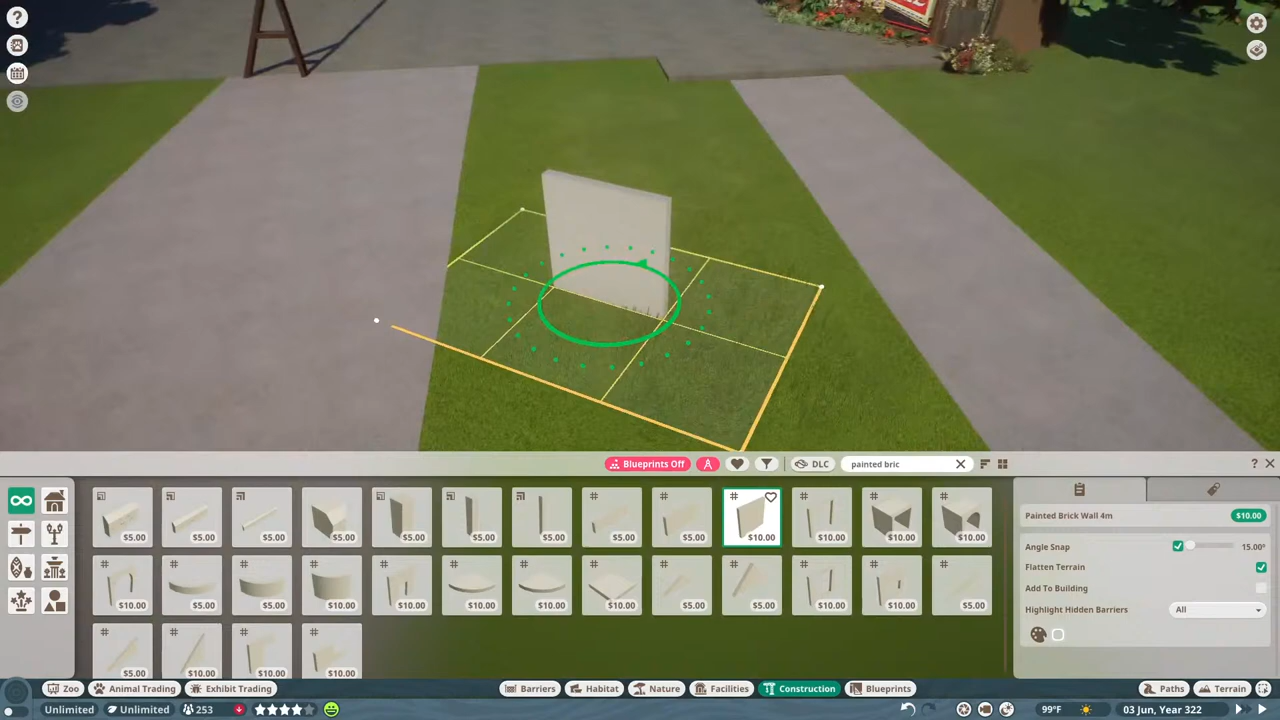 ?
Blueprints Off
DLC
painted bric
?
$5.00
$5.00
$5.00
$5.00
$5.00
$5.00
$5.00
$5.00
$5.00
$10.00
$5.00
$10.00
$10.00
$10.00
$5.00
$5.00
$5.00
$10.00
$10.00
$10.00
$10.00
$5.00
$5.00
$10.00
$10.00
$5.00
$5.00
$10.00
$10.00
$10.00
Painted Brick Wall 4m
$10.00
Angle Snap
15.00°
Flatten Terrain
Add To Building
Highlight Hidden Barriers
All
Zoo
Animal Trading
Exhibit Trading
Barriers
Habitat
Nature
Facilities
Construction
Blueprints
Paths
Terrain
Unlimited
Unlimited
253
99°F
03 Jun, Year 322